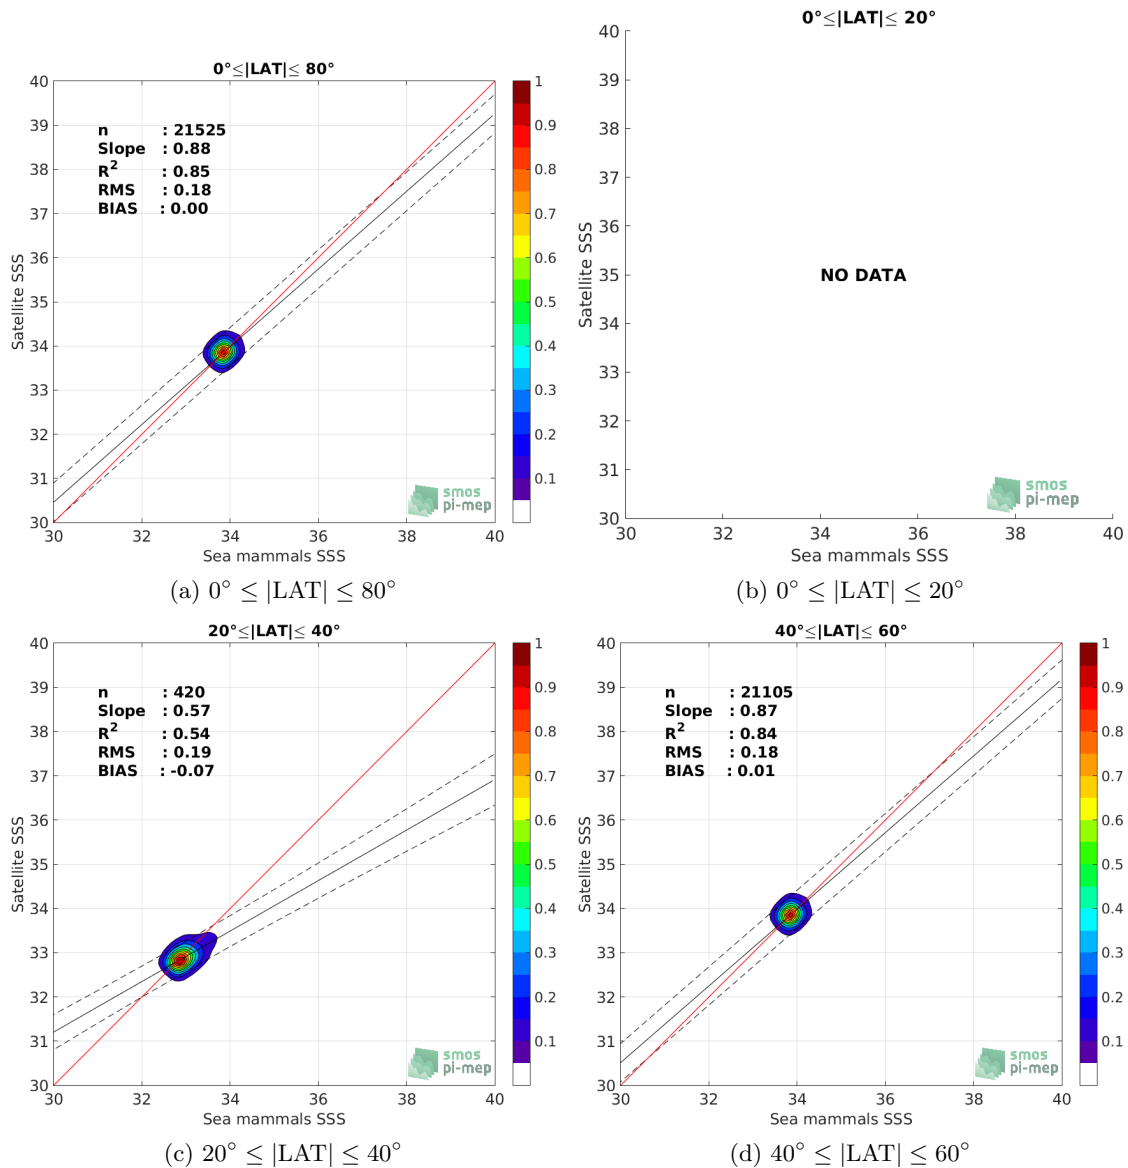 0°≤|LAT|≤ 80°
40
39
38
37
36
35
34
33
32
31
30
n : 21525
Slope : 0.88
R² : 0.85
RMS : 0.18
BIAS : 0.00
Satellite SSS
30 32 34 36 38 40
Sea mammals SSS
1
0.9
0.8
0.7
0.6
0.5
0.4
0.3
0.2
0.1
smos
pi-mep
(a) 0° ≤ |LAT| ≤ 80°
0°≤|LAT|≤ 20°
40
39
38
37
36
35
34
33
32
31
30
NO DATA
Satellite SSS
30 32 34 36 38 40
Sea mammals SSS
smos
pi-mep
(b) 0° ≤ |LAT| ≤ 20°
20°≤|LAT|≤ 40°
40
39
38
37
36
35
34
33
32
31
30
n : 420
Slope : 0.57
R² : 0.54
RMS : 0.19
BIAS : -0.07
Satellite SSS
30 32 34 36 38 40
Sea mammals SSS
1
0.9
0.8
0.7
0.6
0.5
0.4
0.3
0.2
0.1
smos
pi-mep
(c) 20° ≤ |LAT| ≤ 40°
40°≤|LAT|≤ 60°
40
39
38
37
36
35
34
33
32
31
30
n : 21105
Slope : 0.87
R² : 0.84
RMS : 0.18
BIAS : 0.01
Satellite SSS
30 32 34 36 38 40
Sea mammals SSS
1
0.9
0.8
0.7
0.6
0.5
0.4
0.3
0.2
0.1
smos
pi-mep
(d) 40° ≤ |LAT| ≤ 60°